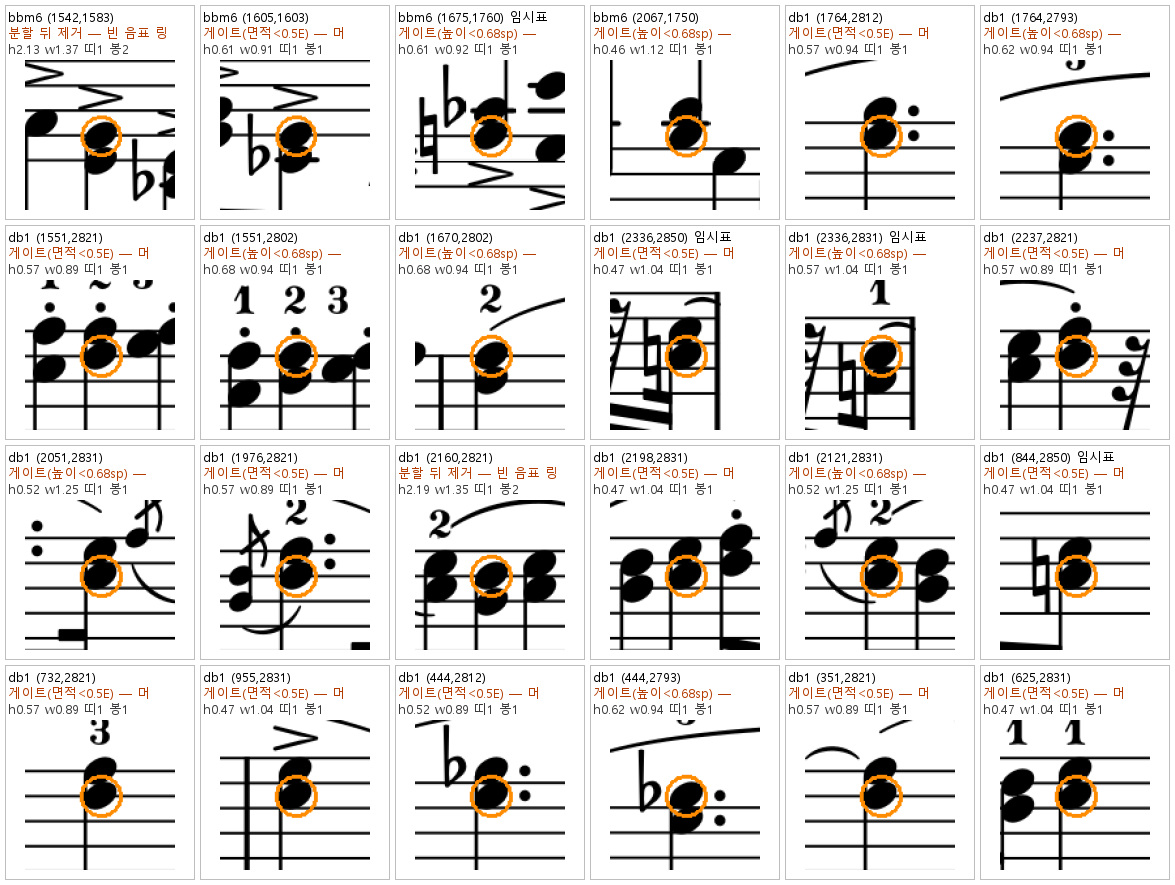 bbm6 (1542,1583)
분할 뒤 제거 — 빈 음표 링
h2.13 w1.37 띠1 봉2
bbm6 (1605,1603)
게이트(면적<0.5E) — 머
h0.61 w0.91 띠1 봉1
bbm6 (1675,1760) 임시표
게이트(높이<0.68sp) —
h0.61 w0.92 띠1 봉1
bbm6 (2067,1750)
게이트(높이<0.68sp) —
h0.46 w1.12 띠1 봉1
db1 (1764,2812)
게이트(면적<0.5E) — 머
h0.57 w0.94 띠1 봉1
db1 (1764,2793)
게이트(높이<0.68sp) —
h0.62 w0.94 띠1 봉1
db1 (1551,2821)
게이트(면적<0.5E) — 머
h0.57 w0.89 띠1 봉1
db1 (1551,2802)
게이트(높이<0.68sp) —
h0.68 w0.94 띠1 봉1
1 2 3
db1 (1670,2802)
게이트(높이<0.68sp) —
h0.68 w0.94 띠1 봉1
2
db1 (2336,2850) 임시표
게이트(면적<0.5E) — 머
h0.47 w1.04 띠1 봉1
db1 (2336,2831) 임시표
게이트(높이<0.68sp) —
h0.57 w1.04 띠1 봉1
1
db1 (2237,2821)
게이트(면적<0.5E) — 머
h0.57 w0.89 띠1 봉1
db1 (2051,2831)
게이트(높이<0.68sp) —
h0.52 w1.25 띠1 봉1
db1 (1976,2821)
게이트(면적<0.5E) — 머
h0.57 w0.89 띠1 봉1
2
db1 (2160,2821)
분할 뒤 제거 — 빈 음표 링
h2.19 w1.35 띠1 봉2
2
db1 (2198,2831)
게이트(면적<0.5E) — 머
h0.47 w1.04 띠1 봉1
db1 (2121,2831)
게이트(높이<0.68sp) —
h0.52 w1.25 띠1 봉1
2
db1 (844,2850) 임시표
게이트(면적<0.5E) — 머
h0.47 w1.04 띠1 봉1
db1 (732,2821)
게이트(면적<0.5E) — 머
h0.57 w0.89 띠1 봉1
3
db1 (955,2831)
게이트(면적<0.5E) — 머
h0.47 w1.04 띠1 봉1
db1 (444,2812)
게이트(면적<0.5E) — 머
h0.52 w0.89 띠1 봉1
db1 (444,2793)
게이트(높이<0.68sp) —
h0.62 w0.94 띠1 봉1
db1 (351,2821)
게이트(면적<0.5E) — 머
h0.57 w0.89 띠1 봉1
db1 (625,2831)
게이트(면적<0.5E) — 머
h0.47 w1.04 띠1 봉1
1 1